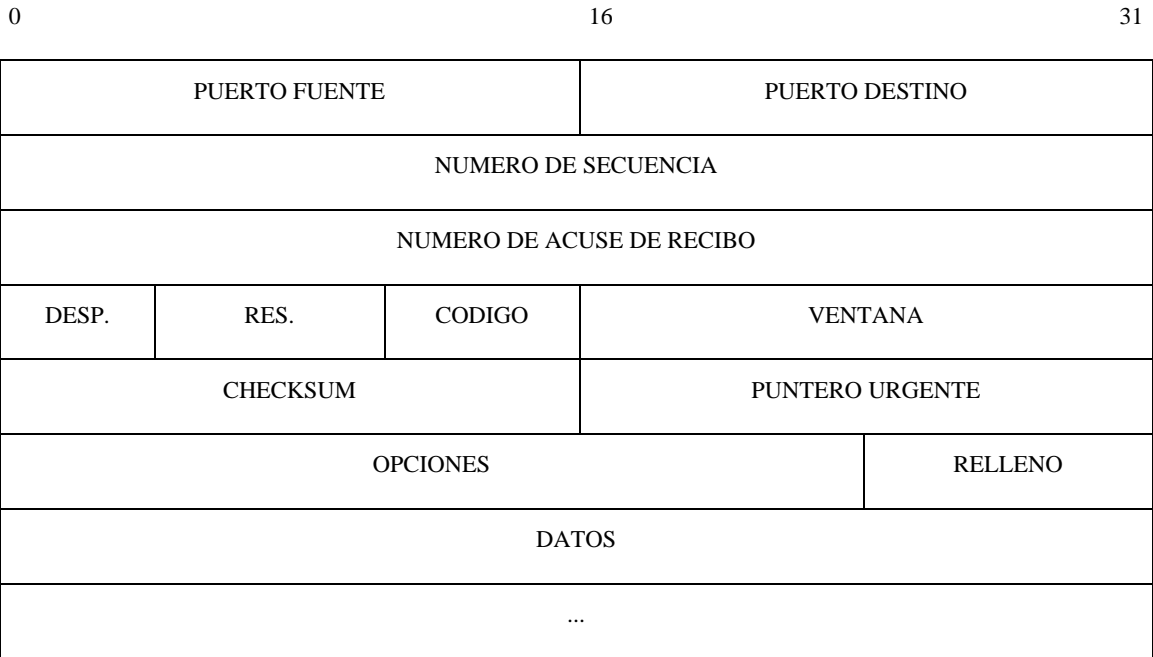 0 16 31
PUERTO FUENTE PUERTO DESTINO
NUMERO DE SECUENCIA
NUMERO DE ACUSE DE RECIBO
DESP. RES. CODIGO VENTANA
CHECKSUM PUNTERO URGENTE
OPCIONES RELLENO
DATOS
...